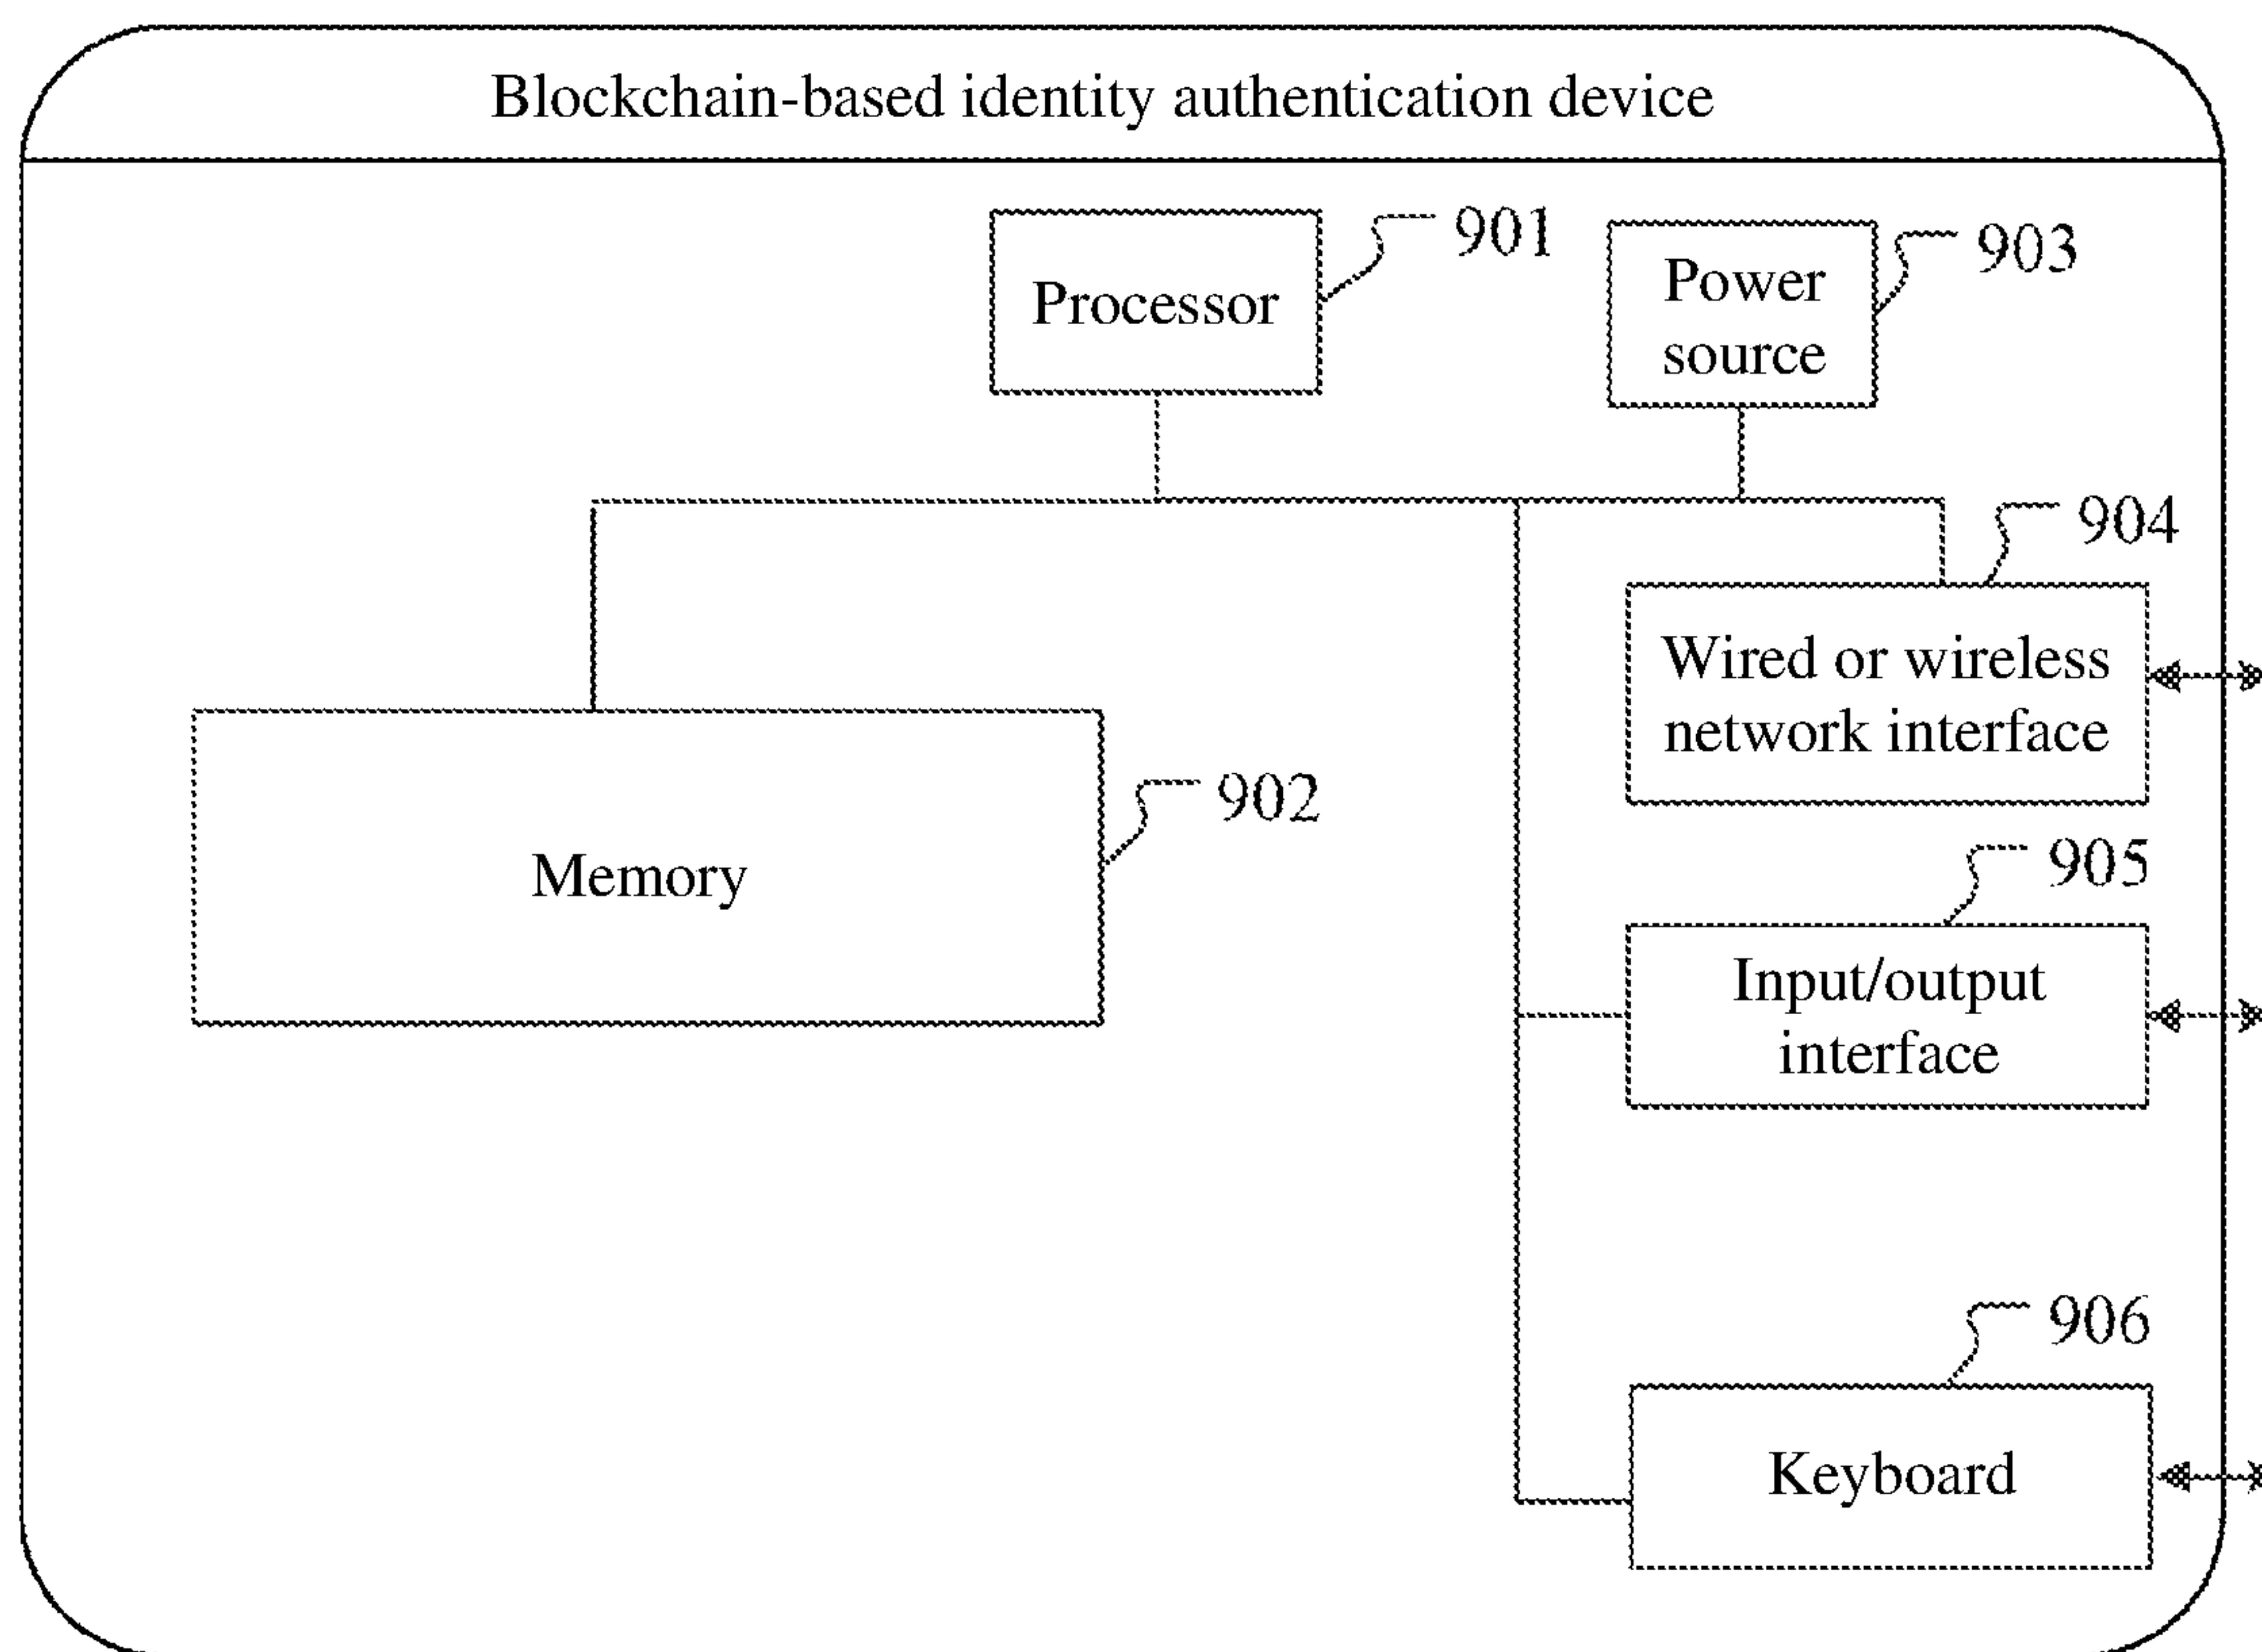 Blockchain-based identity authentication device
Processor
901
Power
source
903
904
Wired or wireless
network interface
Memory
902
905
Input/output
interface
906
Keyboard